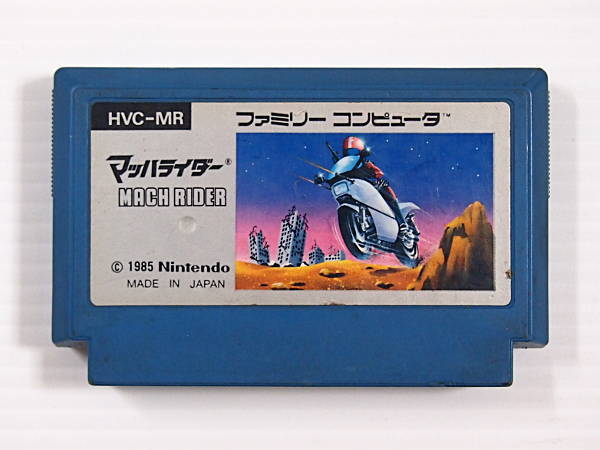 HVC-MR
ファミリー コンピュータ™
マッハライダー®
MACH RIDER
© 1985 Nintendo
MADE IN JAPAN